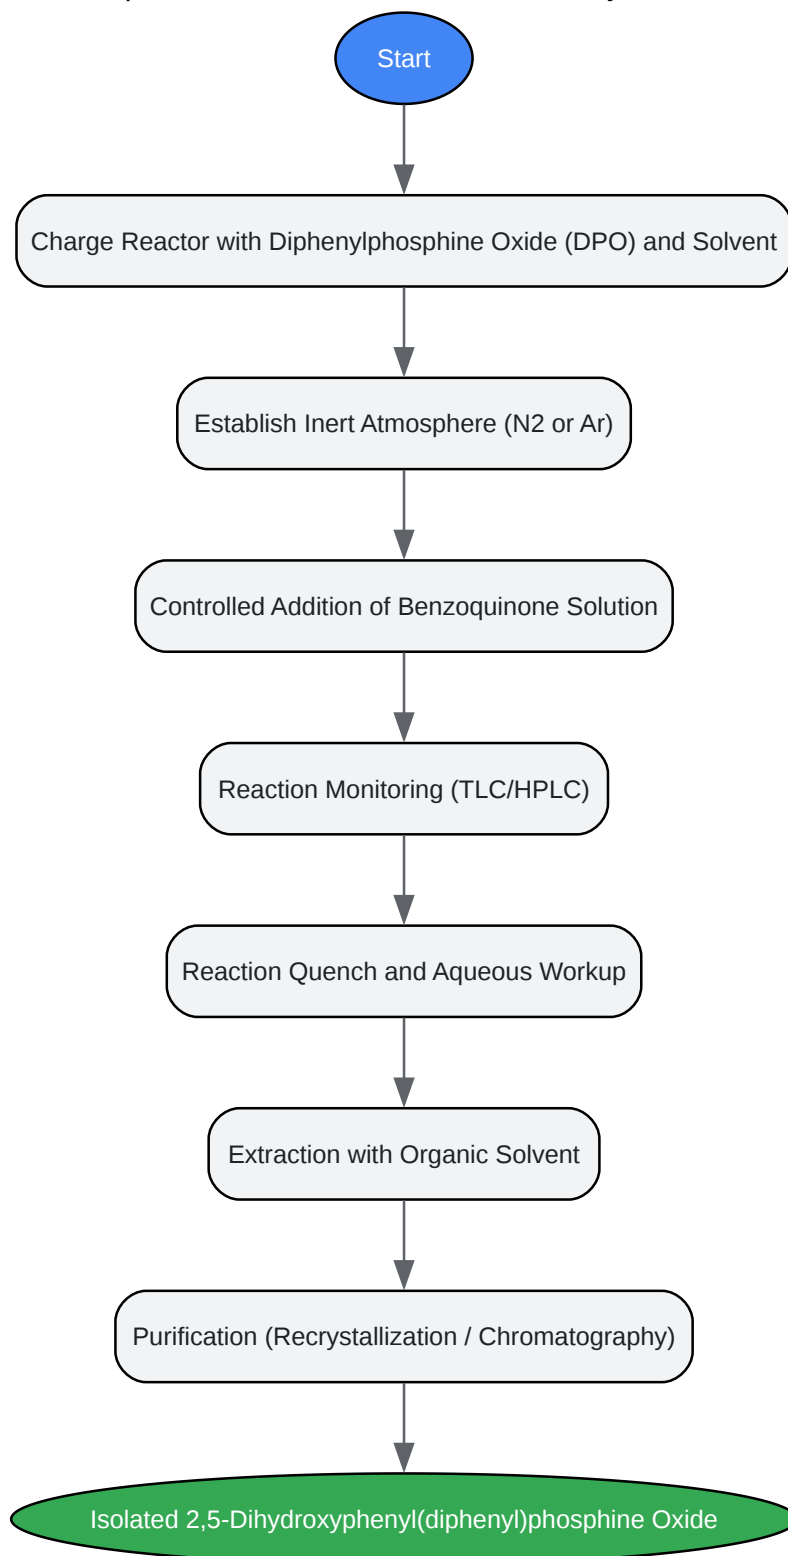 Start
Charge Reactor with Diphenylphosphine Oxide (DPO) and Solvent
Establish Inert Atmosphere (N2 or Ar)
Controlled Addition of Benzoquinone Solution
Reaction Monitoring (TLC/HPLC)
Reaction Quench and Aqueous Workup
Extraction with Organic Solvent
Purification (Recrystallization / Chromatography)
Isolated 2,5-Dihydroxyphenyl(diphenyl)phosphine Oxide